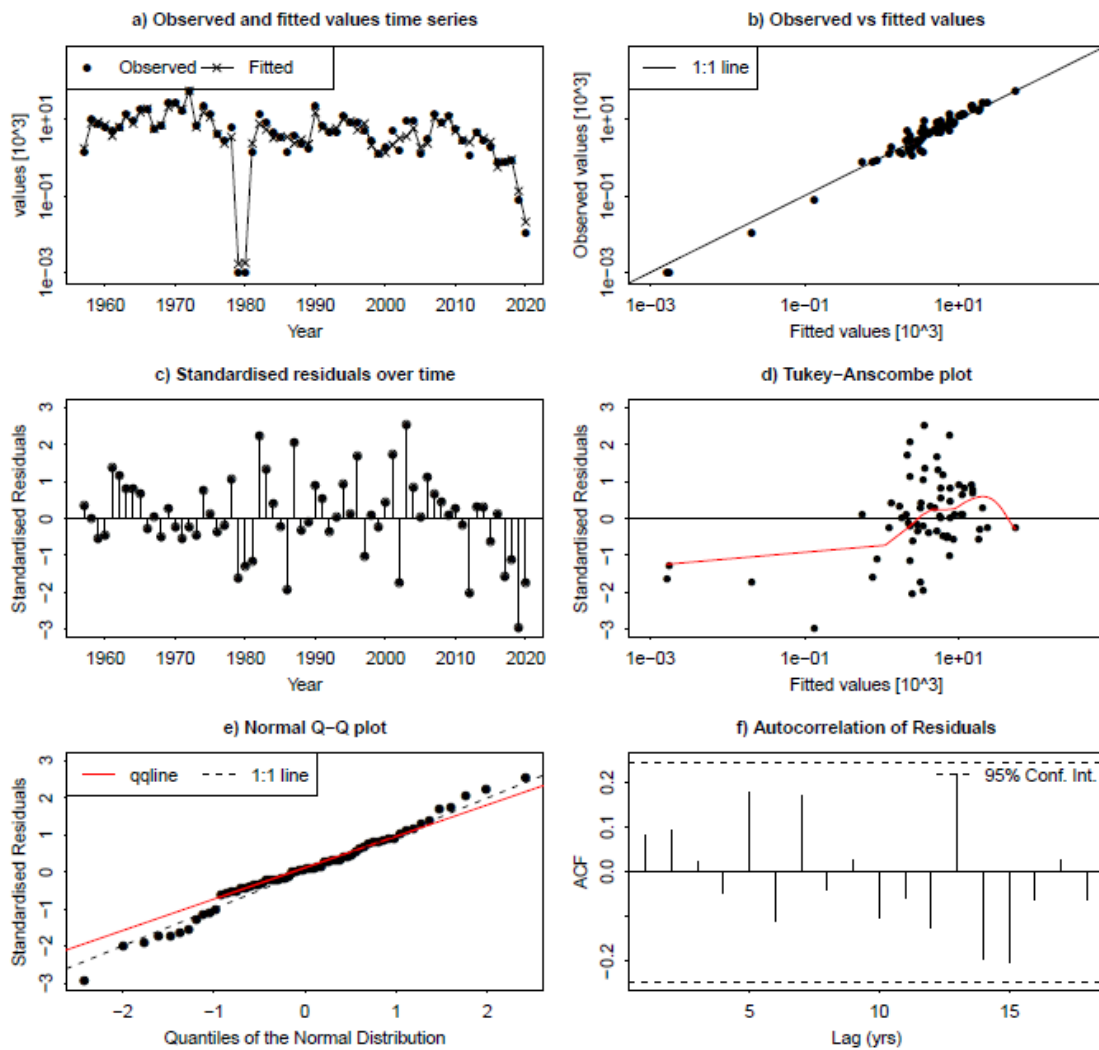 a) Observed and fitted values time series
Observed
Fitted
values [10^3]
1e+01
1e−01
1e−03
1960 1970 1980 1990 2000 2010 2020
Year
b) Observed vs fitted values
1:1 line
Observed values [10^3]
1e+01
1e−01
1e−03
1e−03 1e−01 1e+01
Fitted values [10^3]
c) Standardised residuals over time
Standardised Residuals
3
2
1
0
−1
−2
−3
1960 1970 1980 1990 2000 2010 2020
Year
d) Tukey−Anscombe plot
Standardised Residuals
3
2
1
0
−1
−2
−3
1e−03 1e−01 1e+01
Fitted values [10^3]
e) Normal Q−Q plot
qqline
1:1 line
Standardised Residuals
3
2
1
0
−1
−2
−3
−2 −1 0 1 2
Quantiles of the Normal Distribution
f) Autocorrelation of Residuals
95% Conf. Int.
ACF
0.2
0.1
0.0
−0.2
5 10 15
Lag (yrs)